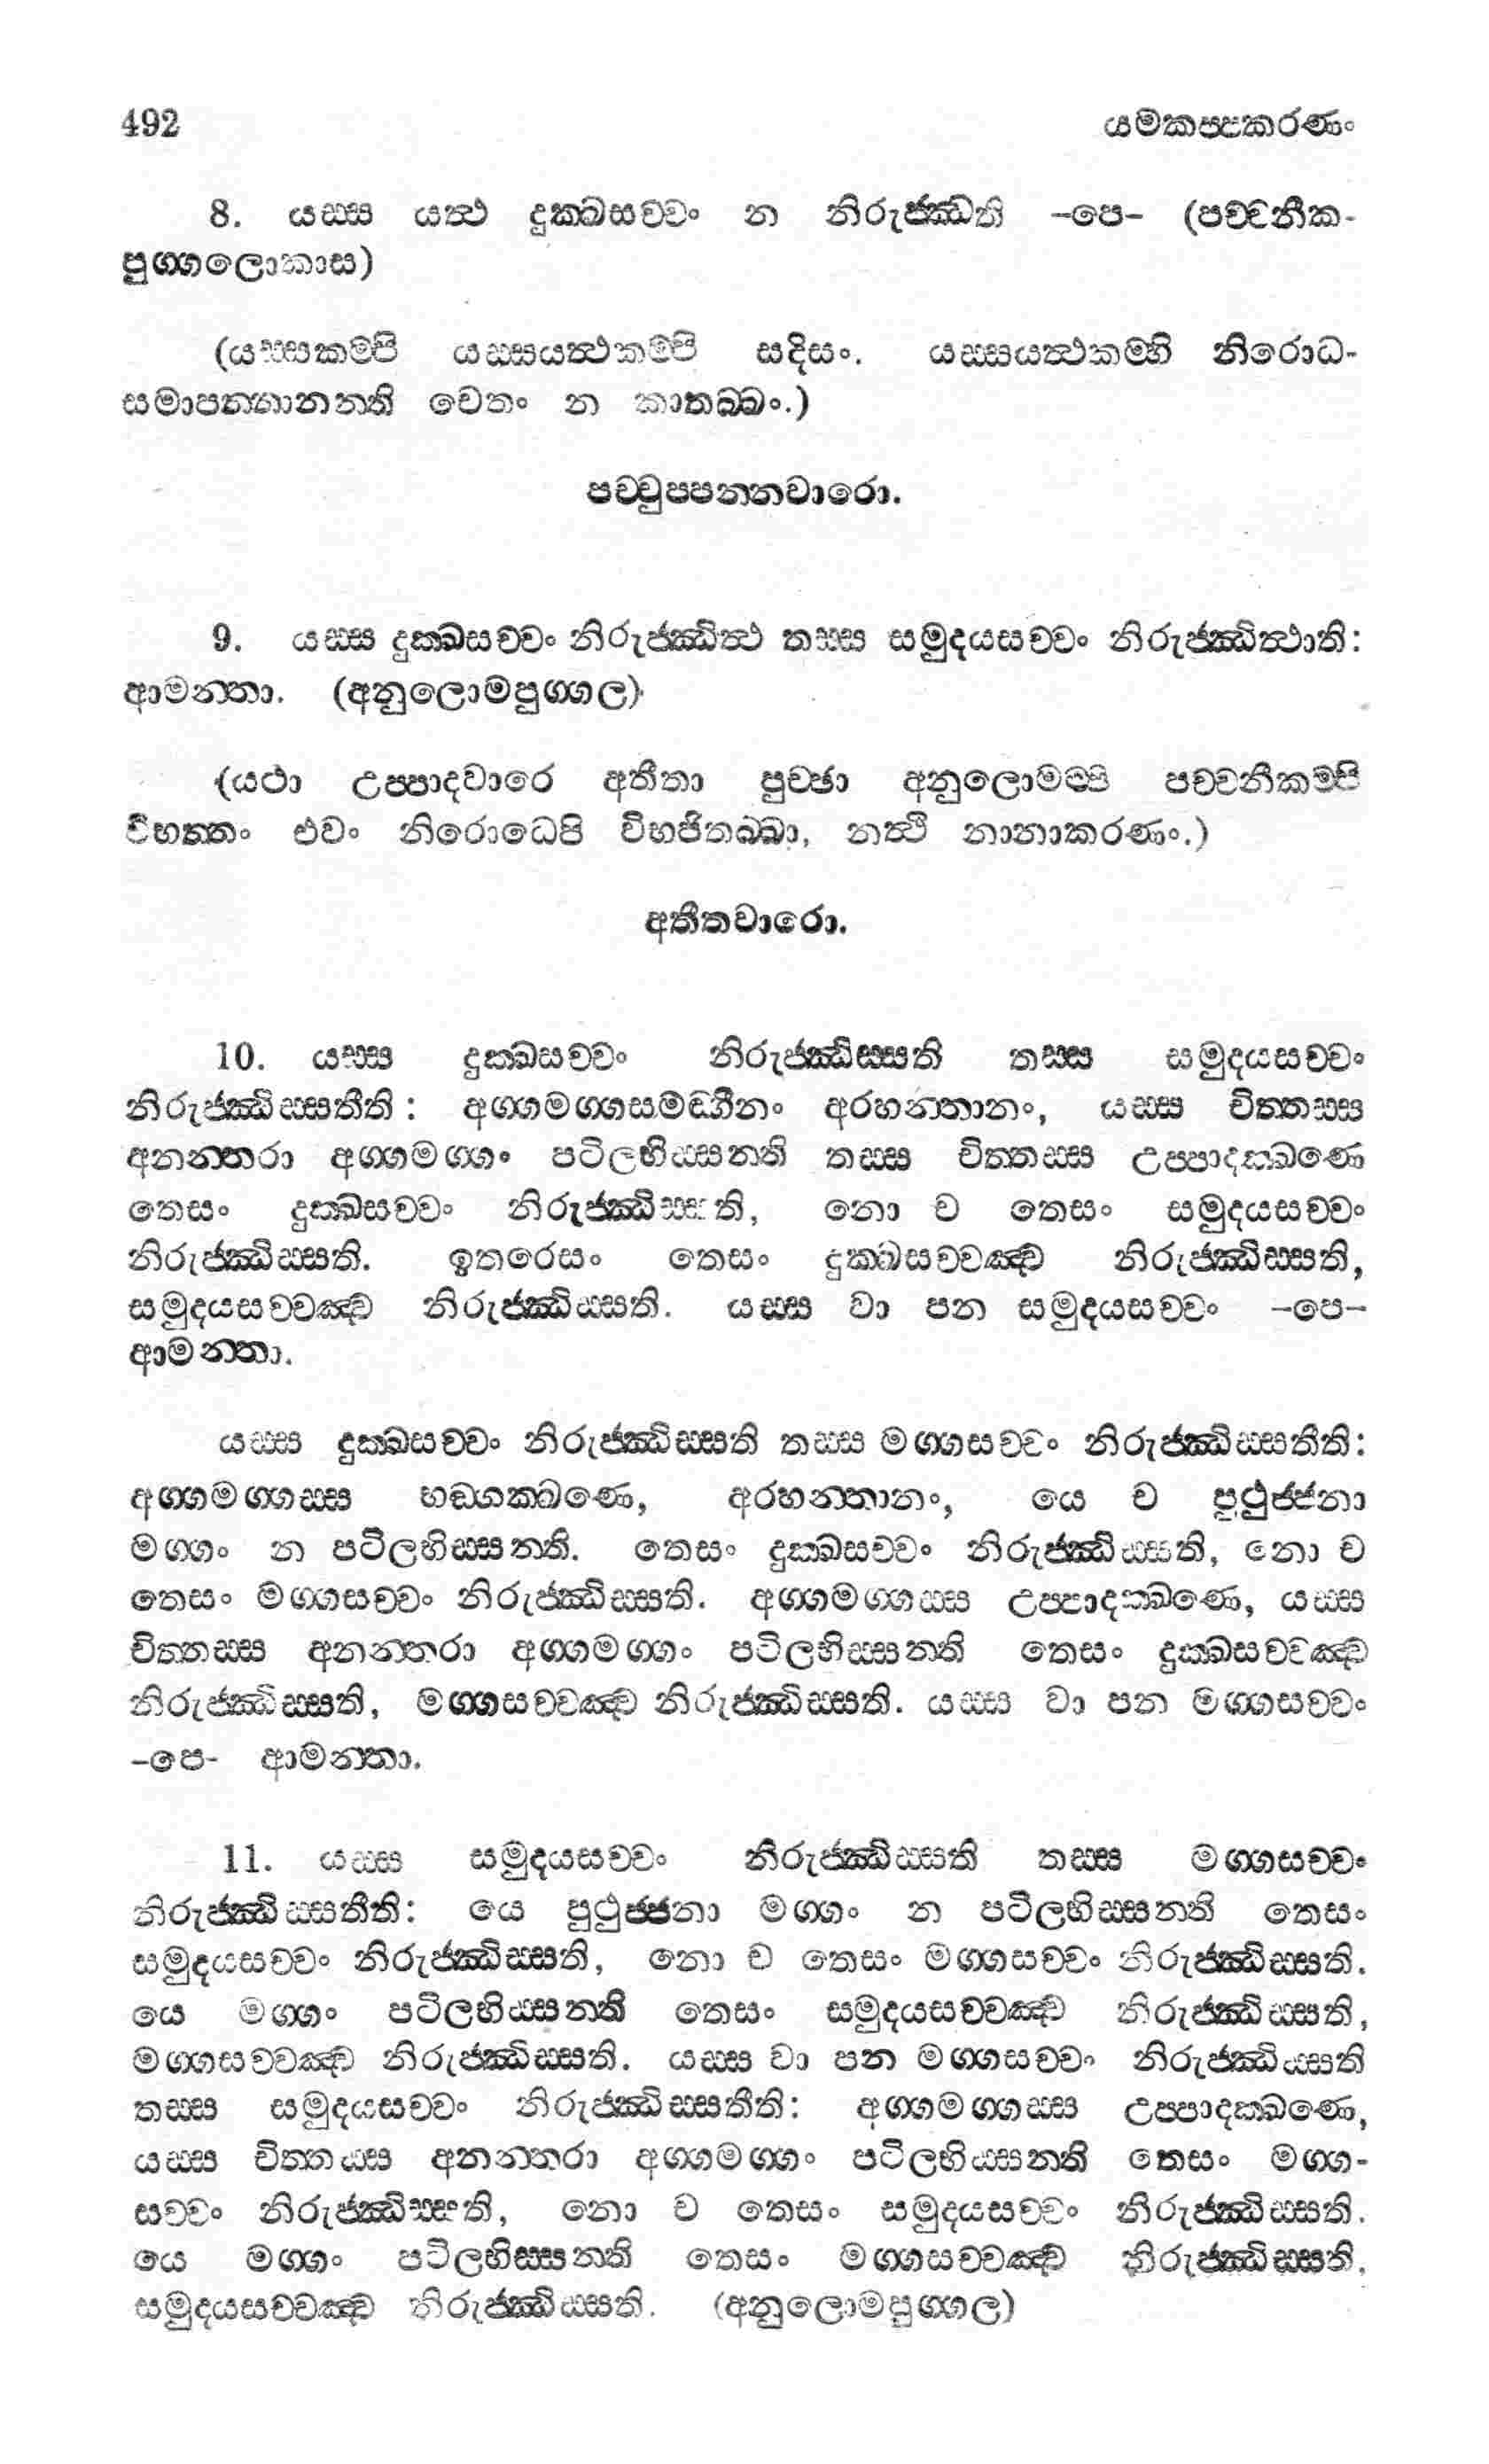 492 යමකප්පකරණං
8. යස්ස යත්ථ දුක්ඛසච්චං න නිරුජ්ඣති -පෙ- (පච්චනීක-
පුග්ගලොකාස)
(යස්සකම්පි යස්සයත්ථකම්පි සදිසං. යස්සයත්ථකම්හි නිරොධ-
සමාපන්නානන්ති චෙතං න කාතබ්බං.)
පච්චුප්පන්නවාරො.
9. යස්ස දුක්ඛසච්චං නිරුජ්ඣිත්ථ තස්ස සමුදයසච්චං නිරුජ්ඣිත්ථාති:
ආමන්තා. (අනුලොමපුග්ගල)
(යථා උප්පාදවාරෙ අතීතා පුච්ඡා අනුලොමම්පි පච්චනීකම්පි
විභත්තං එවං නිරොධෙපි විභජිතබ්බා, නත්ථි නානාකරණං.)
අතීතවාරො.
10. යස්ස දුක්ඛසච්චං නිරුජ්ඣිස්සති තස්ස සමුදයසච්චං
නිරුජ්ඣිස්සතීති: අග්ගමග්ගසමඞ්ගීනං අරහන්තානං, යස්ස චිත්තස්ස
අනන්තරා අග්ගමග්ගං පටිලභිස්සන්ති තස්ස චිත්තස්ස උප්පාදක්ඛණෙ
තෙසං දුක්ඛසච්චං නිරුජ්ඣිස්සති, නො ච තෙසං සමුදයසච්චං
නිරුජ්ඣිස්සති. ඉතරෙසං තෙසං දුක්ඛසච්චඤ්ච නිරුජ්ඣිස්සති,
සමුදයසච්චඤ්ච නිරුජ්ඣිස්සති. යස්ස වා පන සමුදයසච්චං -පෙ-
ආමන්තා.
යස්ස දුක්ඛසච්චං නිරුජ්ඣිස්සති තස්ස මග්ගසච්චං නිරුජ්ඣිස්සතීති:
අග්ගමග්ගස්ස භඞ්ගක්ඛණෙ, අරහන්තානං, යෙ ච පුථුජ්ජනා
මග්ගං න පටිලභිස්සන්ති. තෙසං දුක්ඛසච්චං නිරුජ්ඣිස්සති, නො ච
තෙසං මග්ගසච්චං නිරුජ්ඣිස්සති. අග්ගමග්ගස්ස උප්පාදක්ඛණෙ, යස්ස
චිත්තස්ස අනන්තරා අග්ගමග්ගං පටිලභිස්සන්ති තෙසං දුක්ඛසච්චඤ්ච
නිරුජ්ඣිස්සති, මග්ගසච්චඤ්ච නිරුජ්ඣිස්සති. යස්ස වා පන මග්ගසච්චං
-පෙ- ආමන්තා.
11. යස්ස සමුදයසච්චං නිරුජ්ඣිස්සති තස්ස මග්ගසච්චං
නිරුජ්ඣිස්සතීති: යෙ පුථුජ්ජනා මග්ගං න පටිලභිස්සන්ති තෙසං
සමුදයසච්චං නිරුජ්ඣිස්සති, නො ච තෙසං මග්ගසච්චං නිරුජ්ඣිස්සති.
යෙ මග්ගං පටිලභිස්සන්ති තෙසං සමුදයසච්චඤ්ච නිරුජ්ඣිස්සති,
මග්ගසච්චඤ්ච නිරුජ්ඣිස්සති. යස්ස වා පන මග්ගසච්චං නිරුජ්ඣිස්සති
තස්ස සමුදයසච්චං නිරුජ්ඣිස්සතීති: අග්ගමග්ගස්ස උප්පාදක්ඛණෙ,
යස්ස චිත්තස්ස අනන්තරා අග්ගමග්ගං පටිලභිස්සන්ති තෙසං මග්ග-
සච්චං නිරුජ්ඣිස්සති, නො ච තෙසං සමුදයසච්චං නිරුජ්ඣිස්සති.
යෙ මග්ගං පටිලභිස්සන්ති තෙසං මග්ගසච්චඤ්ච නිරුජ්ඣිස්සති,
සමුදයසච්චඤ්ච නිරුජ්ඣිස්සති. (අනුලොමපුග්ගල)